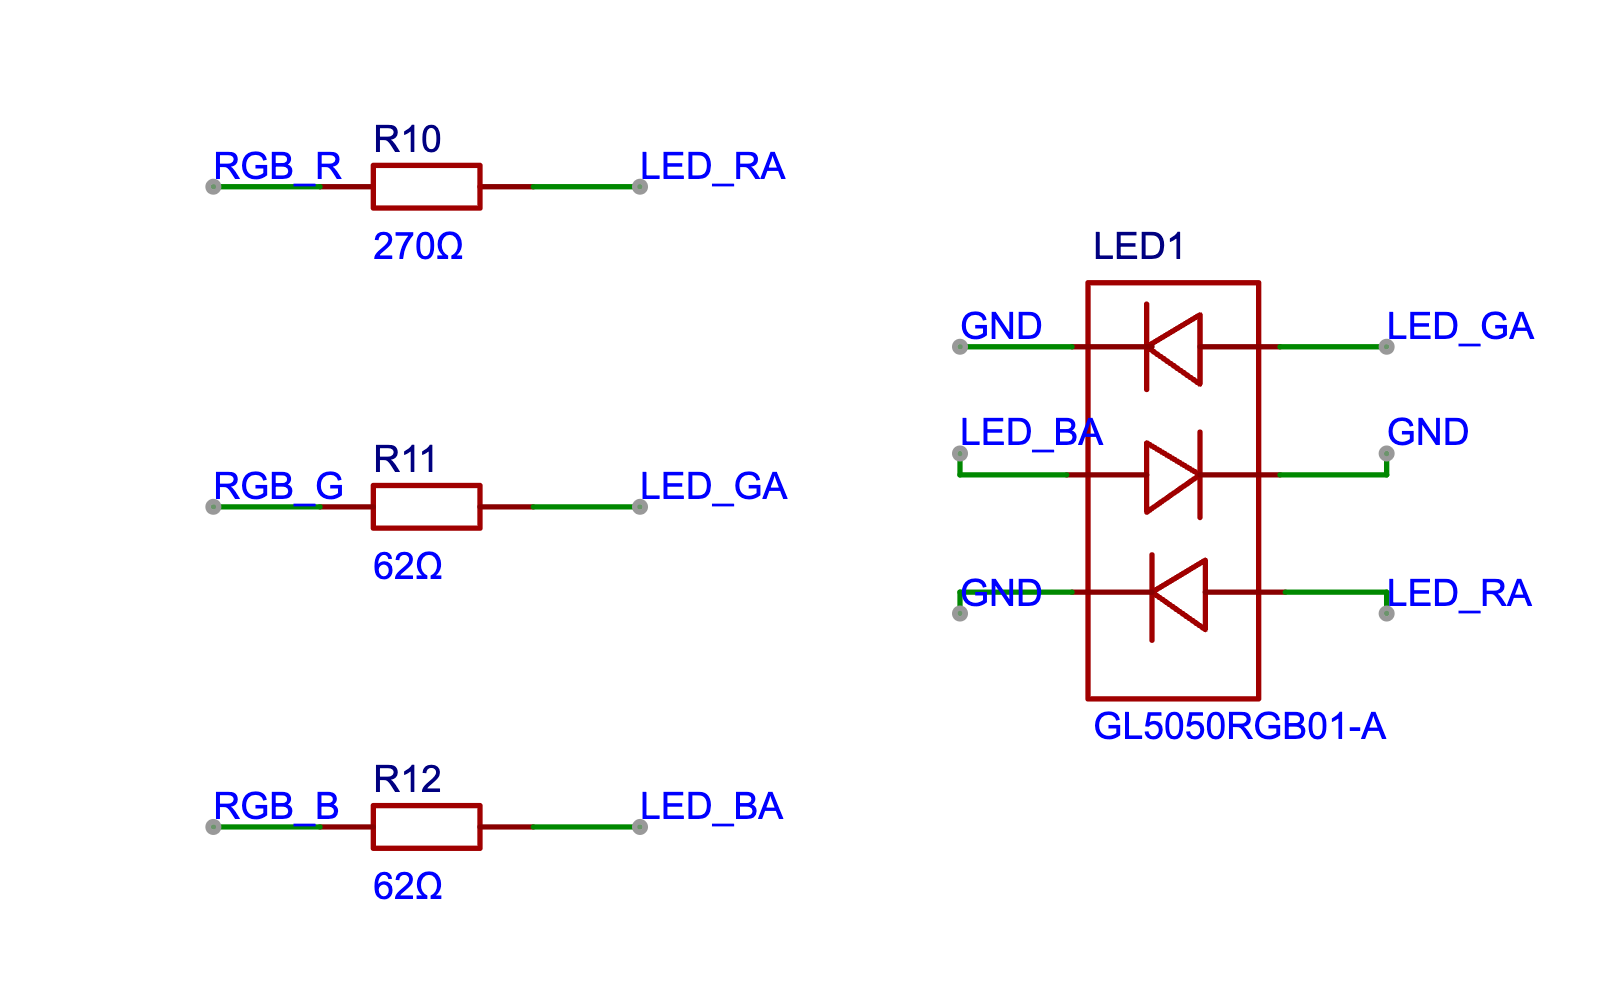 R10
RGB_R
LED_RA
270Ω
R11
RGB_G
LED_GA
62Ω
R12
RGB_B
LED_BA
62Ω
LED1
GND
LED_GA
LED_BA
GND
GND
LED_RA
GL5050RGB01-A